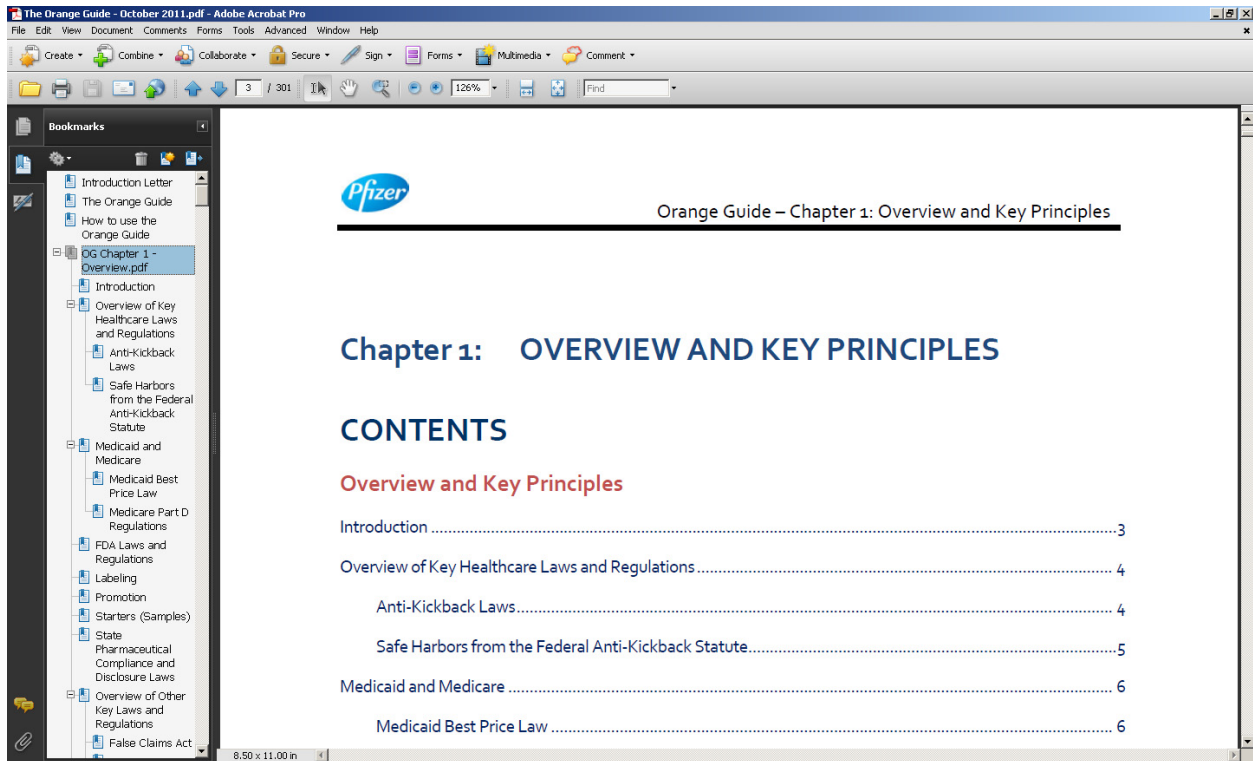 The Orange Guide - October 2011.pdf - Adobe Acrobat Pro
File Edit View Document Comments Forms Tools Advanced Window Help
Create Combine Collaborate Secure Sign Forms Multimedia Comment
3 / 301 126% Find
Bookmarks
Introduction Letter
The Orange Guide
How to use the
Orange Guide
OG Chapter 1 -
Overview.pdf
Introduction
Overview of Key
Healthcare Laws
and Regulations
Anti-Kickback
Laws
Safe Harbors
from the Federal
Anti-Kickback
Statute
Medicaid and
Medicare
Medicaid Best
Price Law
Medicare Part D
Regulations
FDA Laws and
Regulations
Labeling
Promotion
Starters (Samples)
State
Pharmaceutical
Compliance and
Disclosure Laws
Overview of Other
Key Laws and
Regulations
False Claims Act
Pfizer
Orange Guide – Chapter 1: Overview and Key Principles
Chapter 1: OVERVIEW AND KEY PRINCIPLES
CONTENTS
Overview and Key Principles
Introduction ........ 3
Overview of Key Healthcare Laws and Regulations ........ 4
Anti-Kickback Laws ........ 4
Safe Harbors from the Federal Anti-Kickback Statute ........ 5
Medicaid and Medicare ........ 6
Medicaid Best Price Law ........ 6
8.50 x 11.00 in